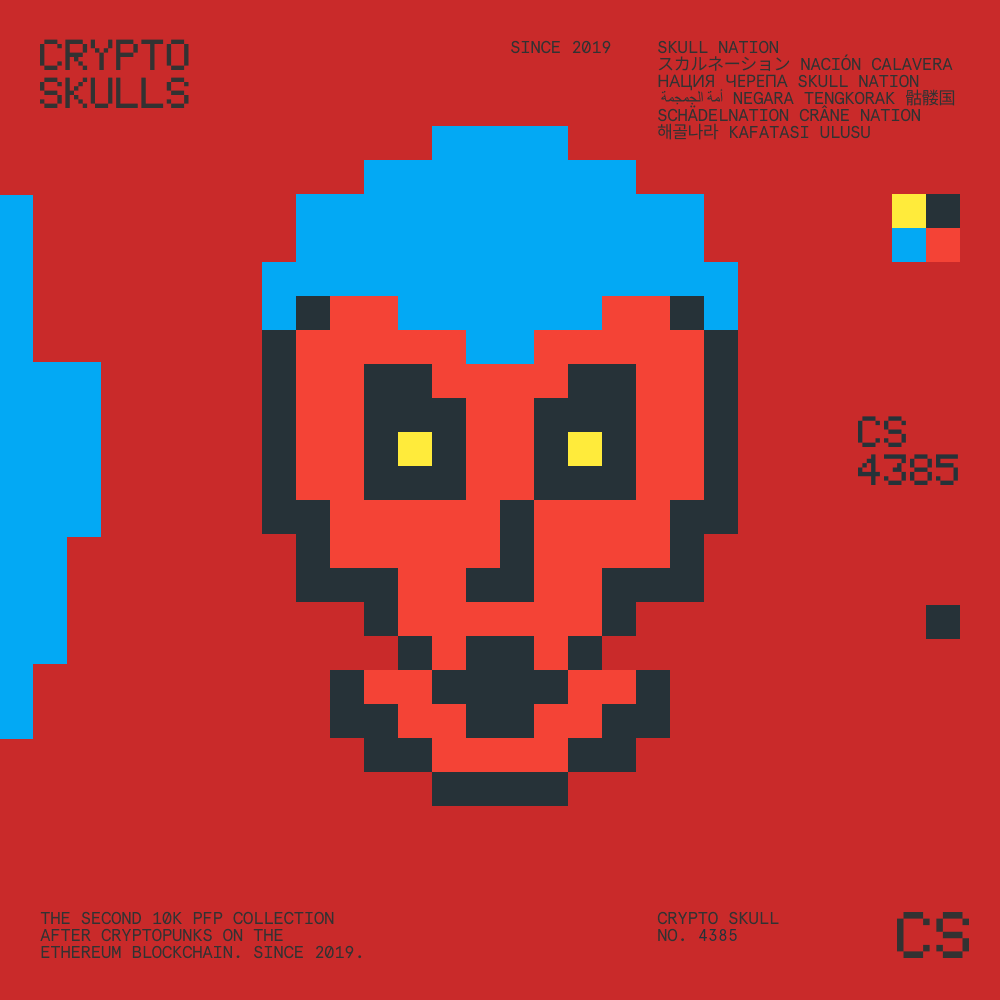 CRYPTO
SKULLS
SINCE 2019
SKULL NATION
スカルネーション NACIÓN CALAVERA
НАЦИЯ ЧЕРЕПА SKULL NATION
أمة الجمجمة NEGARA TENGKORAK 骷髅国
SCHÄDELNATION CRÂNE NATION
해골나라 KAFATASI ULUSU
CS
4385
THE SECOND 10K PFP COLLECTION
AFTER CRYPTOPUNKS ON THE
ETHEREUM BLOCKCHAIN. SINCE 2019.
CRYPTO SKULL
NO. 4385
CS